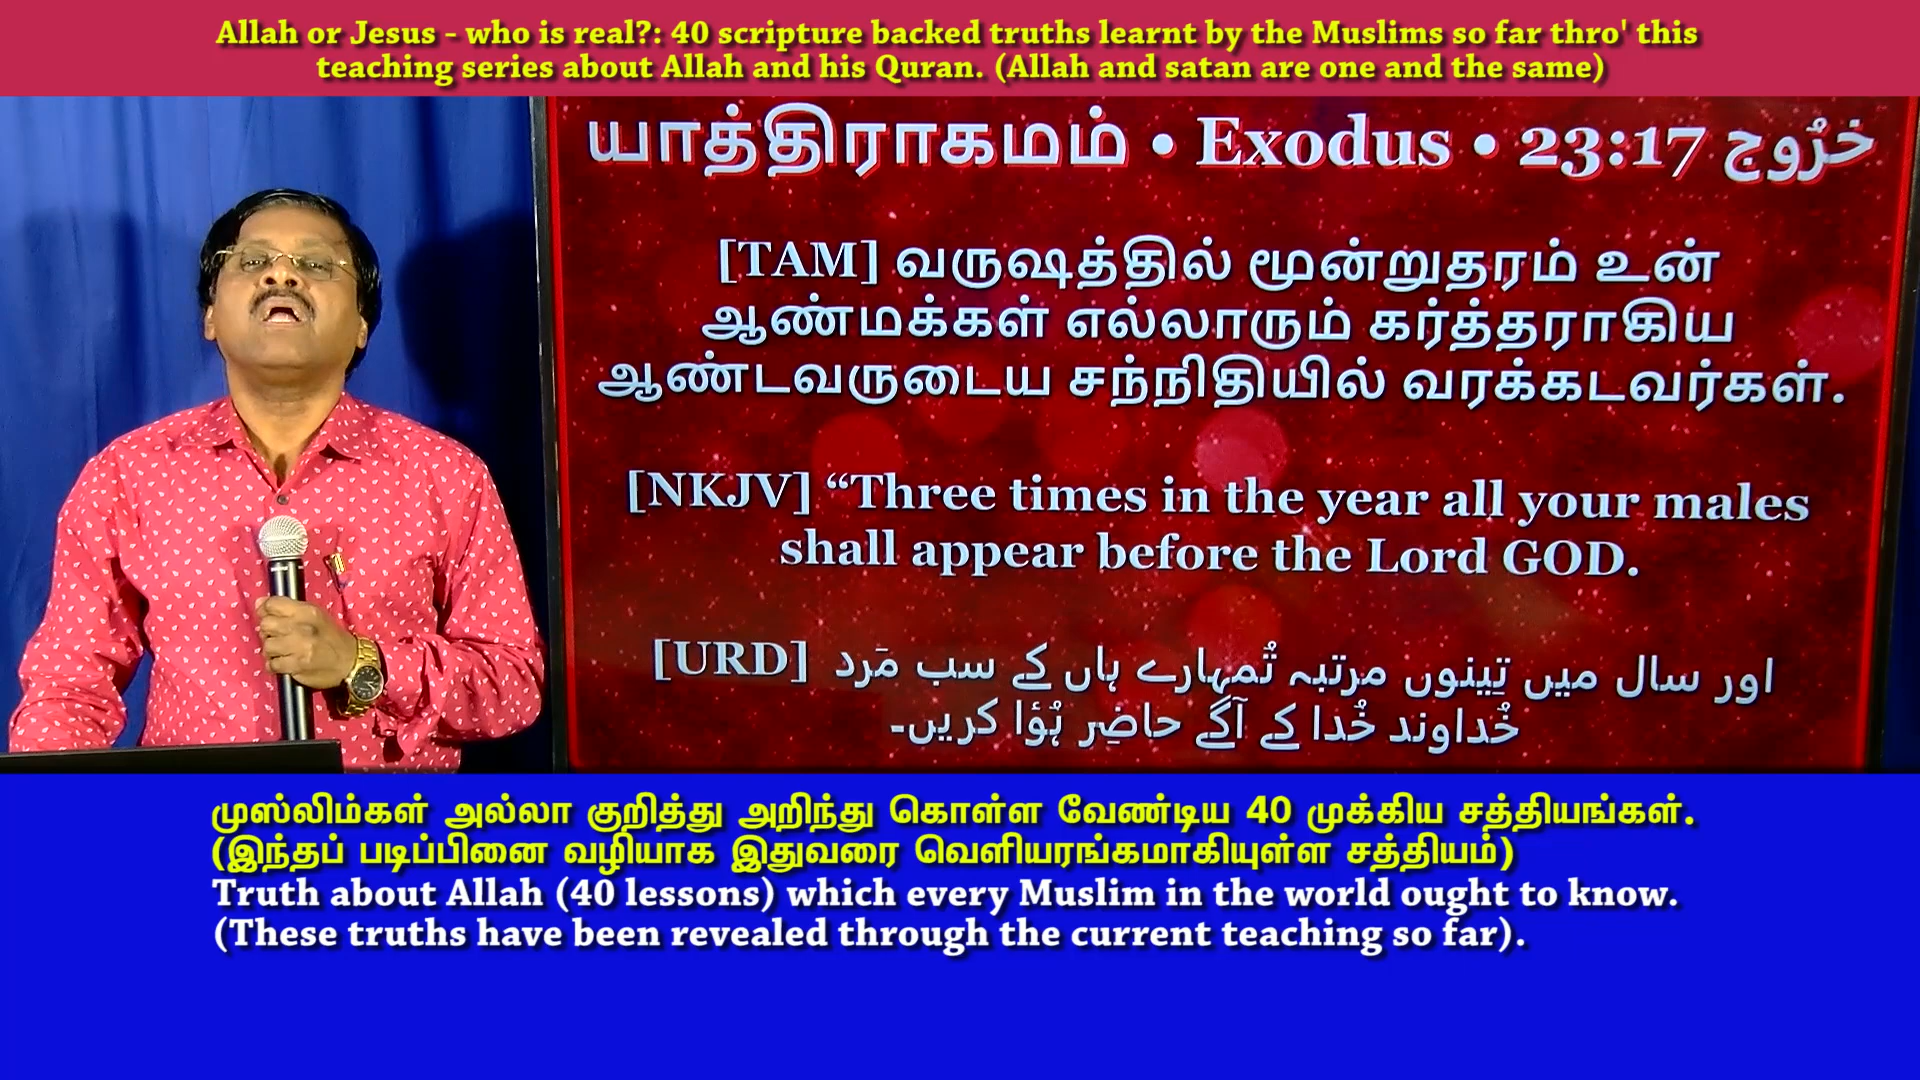 Allah or Jesus - who is real?: 40 scripture backed truths learnt by the Muslims so far thro' this
teaching series about Allah and his Quran. (Allah and satan are one and the same)
யாத்திராகமம் • Exodus • 23:17 خرُوج
[TAM] வருஷத்தில் மூன்றுதரம் உன்
ஆண்மக்கள் எல்லாரும் கர்த்தராகிய
ஆண்டவருடைய சந்நிதியில் வரக்கடவர்கள்.
[NKJV] “Three times in the year all your males
shall appear before the Lord GOD.
[URD] اور سال میں تِینوں مرتبہ تُمہارے ہاں کے سب مَرد
خُداوند خُدا کے آگے حاضِر ہُؤا کریں۔
முஸ்லிம்கள் அல்லா குறித்து அறிந்து கொள்ள வேண்டிய 40 முக்கிய சத்தியங்கள்.
(இந்தப் படிப்பினை வழியாக இதுவரை வெளியரங்கமாகியுள்ள சத்தியம்)
Truth about Allah (40 lessons) which every Muslim in the world ought to know.
(These truths have been revealed through the current teaching so far).